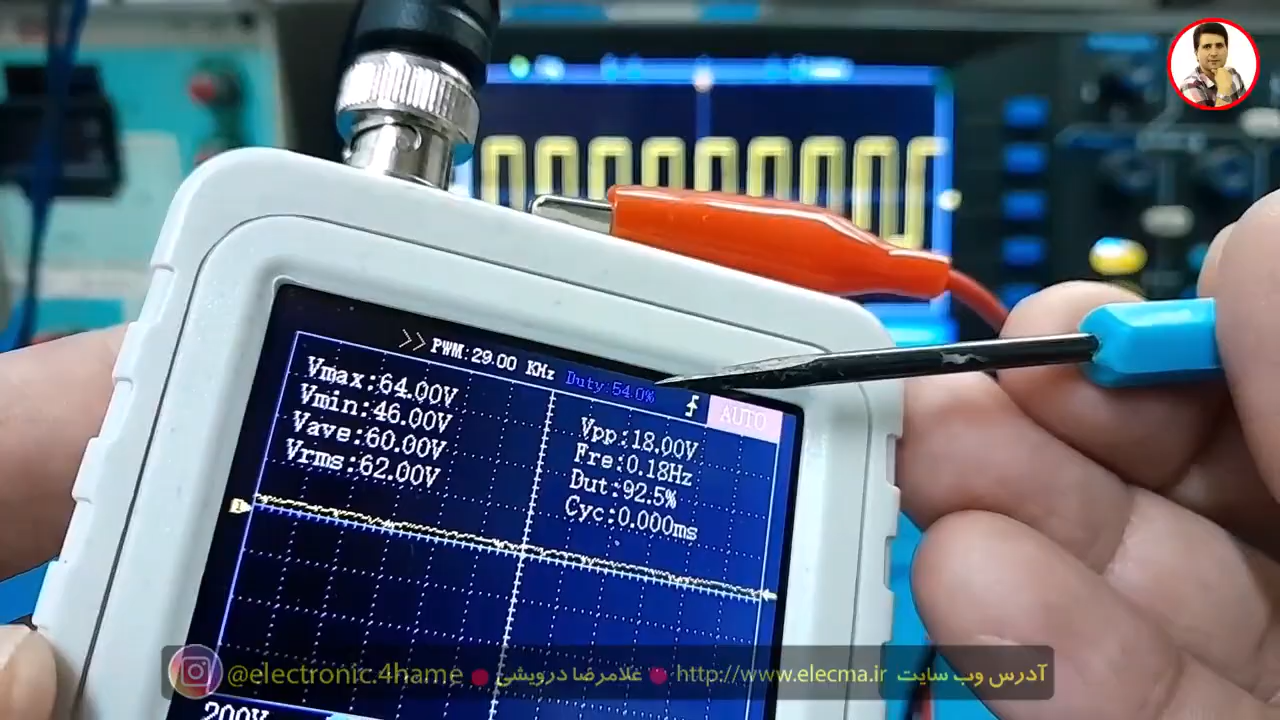 >> PWM:29.00 KHz Duty:54.0%
AUTO
Vmax:64.00V
Vmin:46.00V
Vave:60.00V
Vrms:62.00V
Vpp:18.00V
Fre:0.18Hz
Dut:92.5%
Cyc:0.000ms
1
200V
@electronic.4hame غلامرضا درویشی http://www.elecma.ir آدرس وب سایت